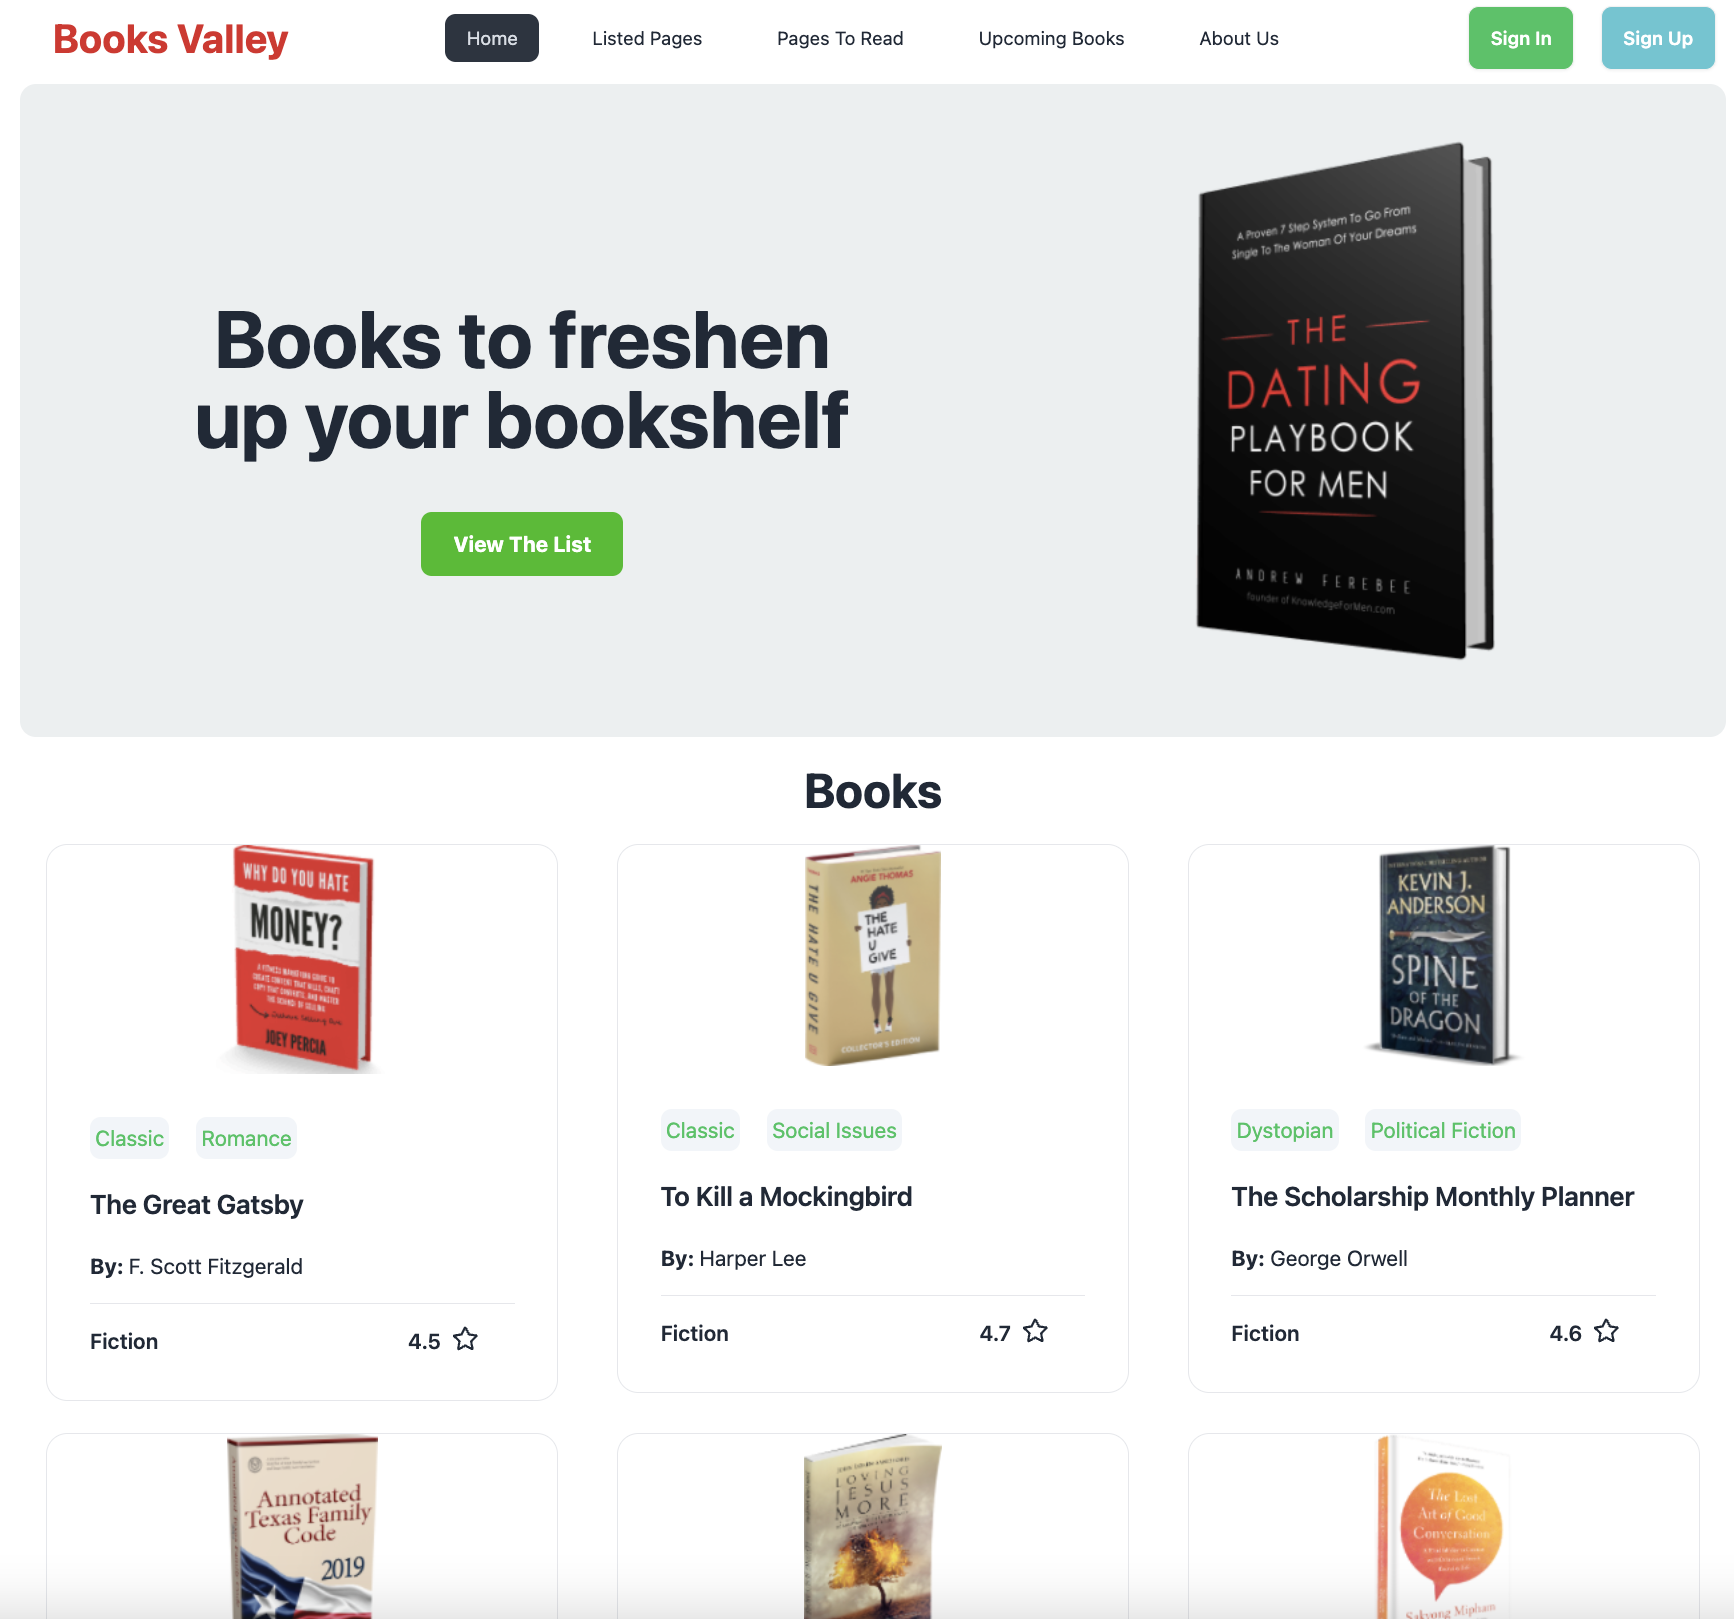 Books Valley
Home
Listed Pages
Pages To Read
Upcoming Books
About Us
Sign In
Sign Up
Books to freshen
up your bookshelf
View The List
A Proven 7 Step System To Go From
Single To The Woman Of Your Dreams
THE
DATING
PLAYBOOK
FOR MEN
ANDREW FEREBEE
founder of KnowledgeForMen.com
Books
WHY DO YOU HATE
MONEY?
JOEY PERCIA
Classic
Romance
The Great Gatsby
By: F. Scott Fitzgerald
Fiction
4.5
THE HATE U GIVE
ANGIE THOMAS
THE
HATE
U
GIVE
COLLECTOR'S EDITION
Classic
Social Issues
To Kill a Mockingbird
By: Harper Lee
Fiction
4.7
KEVIN J.
ANDERSON
SPINE
OF THE
DRAGON
Dystopian
Political Fiction
The Scholarship Monthly Planner
By: George Orwell
Fiction
4.6
Annotated
Texas Family
Code
2019
LOVING
JESUS
MORE
The Lost
Art of Good
Conversation
Sakyong Mipham